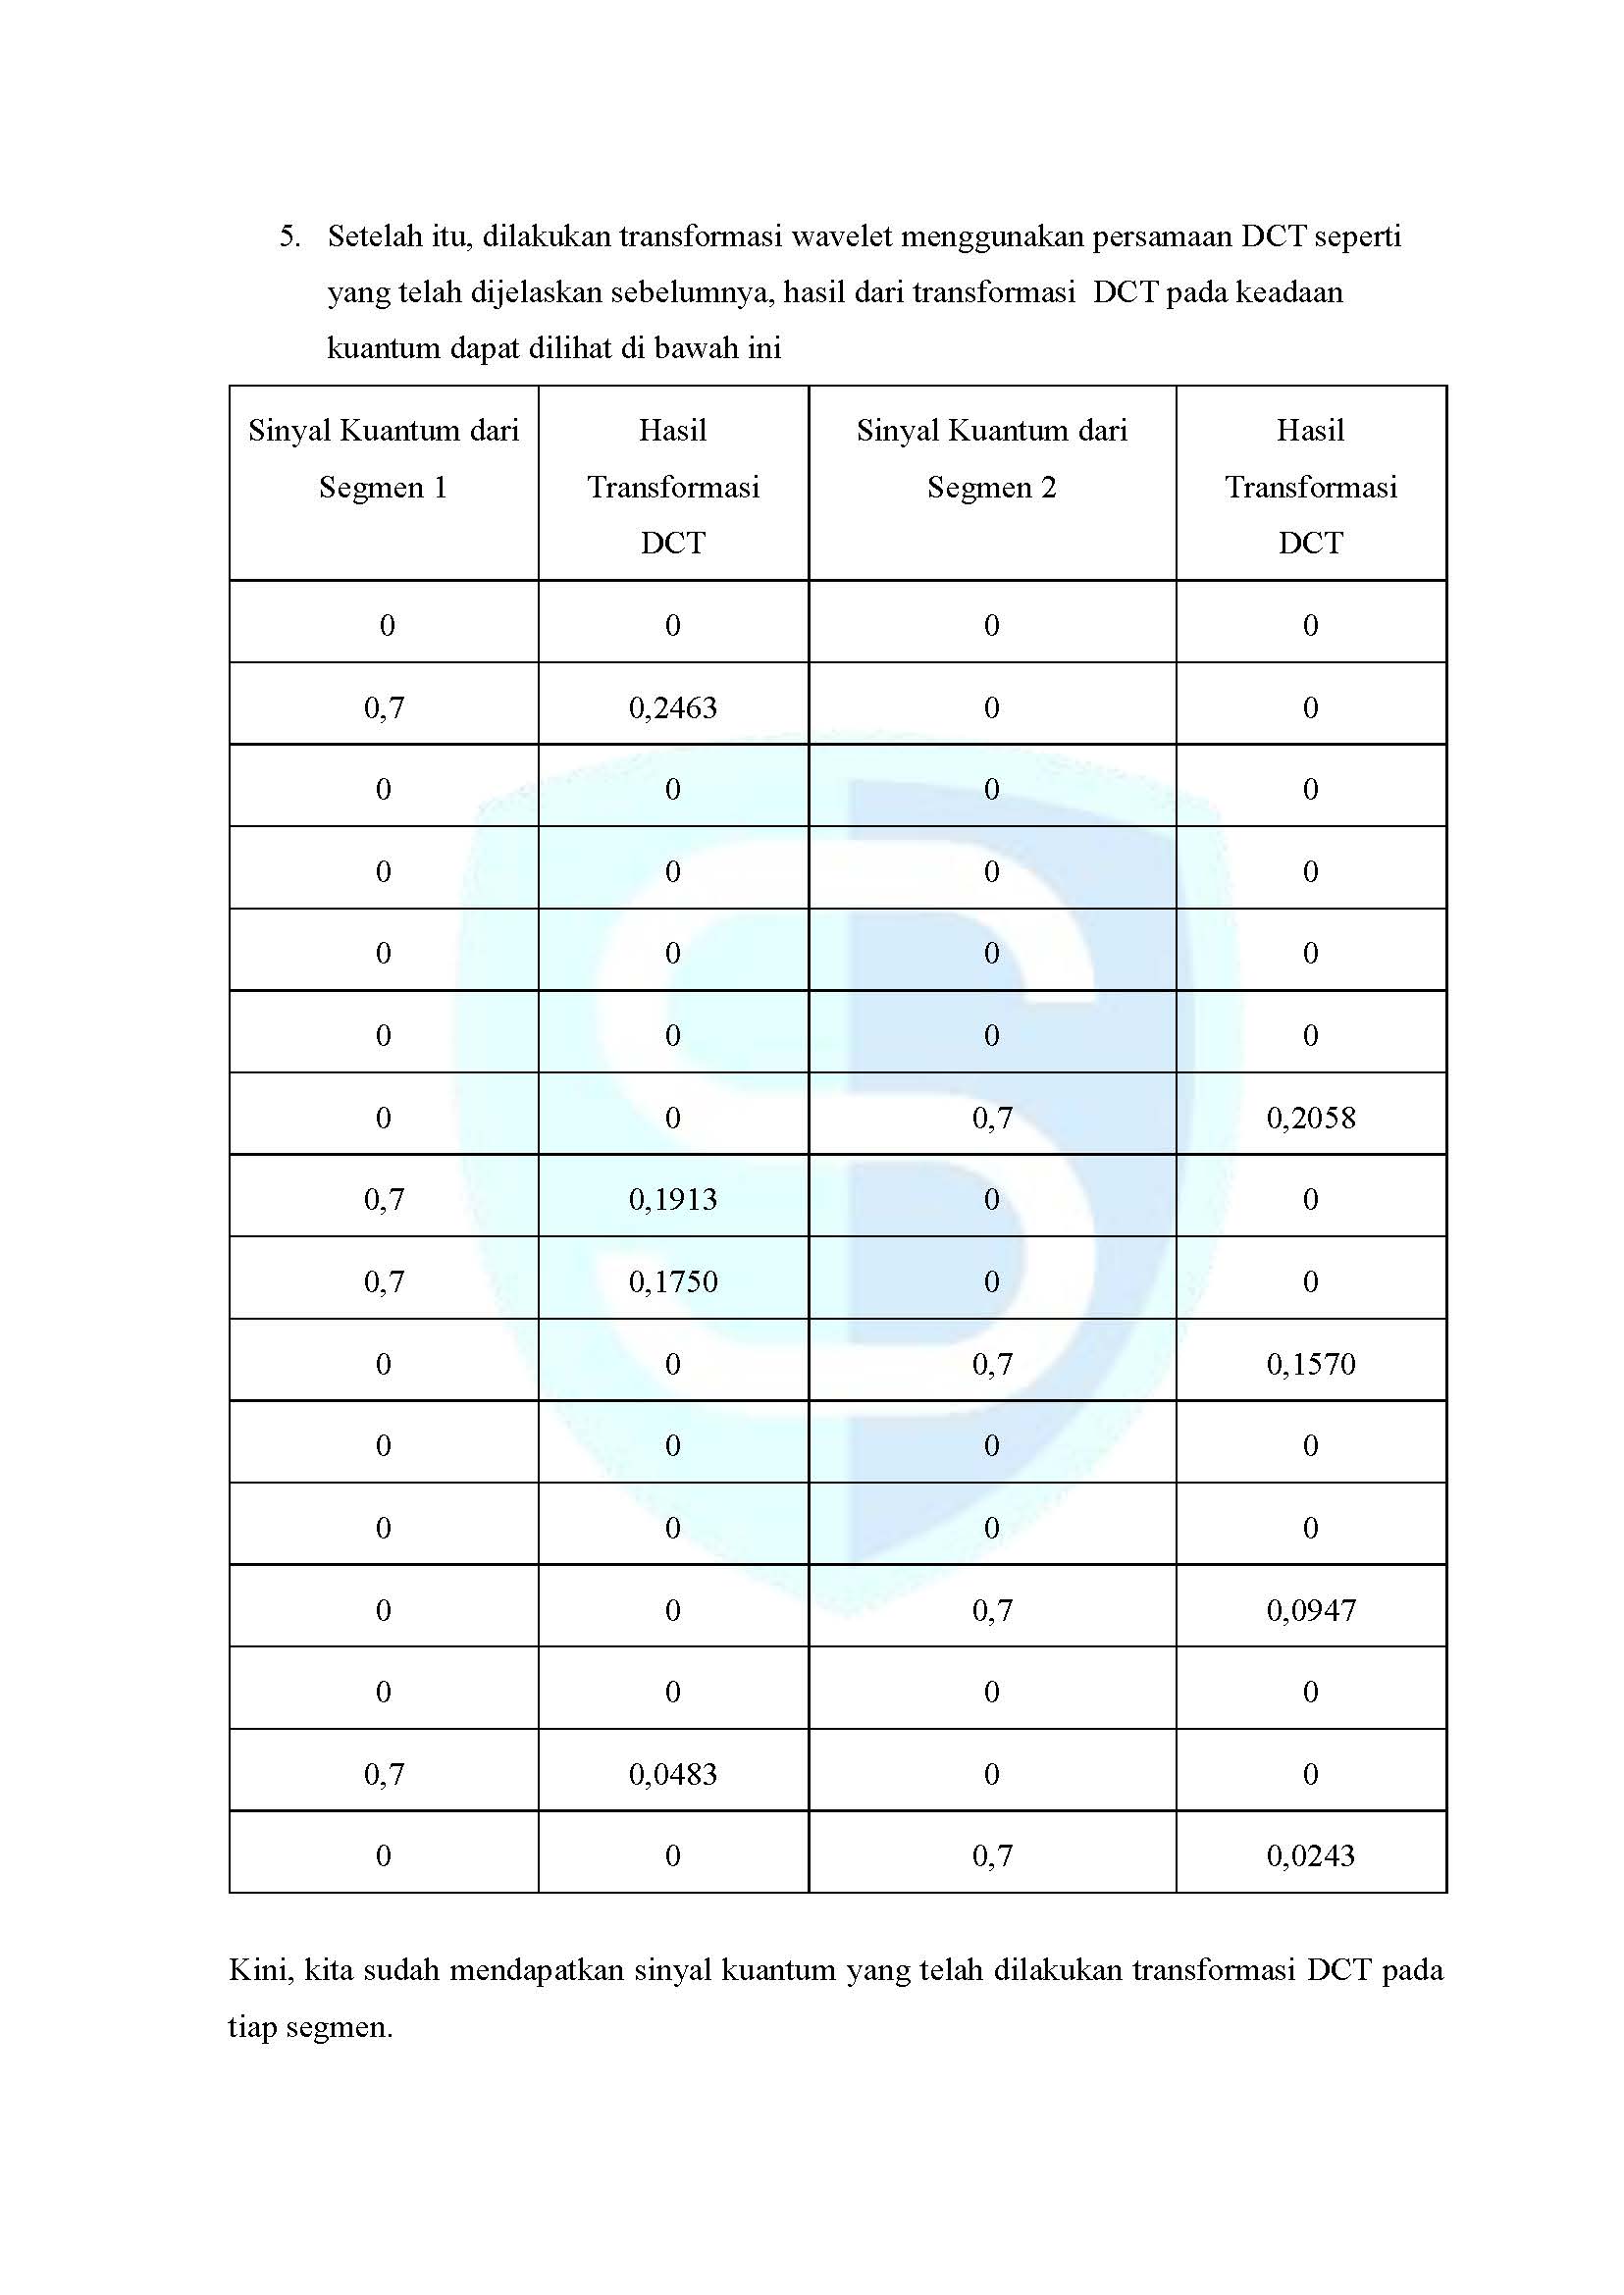 5. Setelah itu, dilakukan transformasi wavelet menggunakan persamaan DCT seperti
yang telah dijelaskan sebelumnya, hasil dari transformasi DCT pada keadaan
kuantum dapat dilihat di bawah ini
Sinyal Kuantum dari Segmen 1 Hasil Transformasi DCT Sinyal Kuantum dari Segmen 2 Hasil Transformasi DCT
0 0 0 0
0,7 0,2463 0 0
0 0 0 0
0 0 0 0
0 0 0 0
0 0 0 0
0 0 0,7 0,2058
0,7 0,1913 0 0
0,7 0,1750 0 0
0 0 0,7 0,1570
0 0 0 0
0 0 0 0
0 0 0,7 0,0947
0 0 0 0
0,7 0,0483 0 0
0 0 0,7 0,0243
Kini, kita sudah mendapatkan sinyal kuantum yang telah dilakukan transformasi DCT pada
tiap segmen.